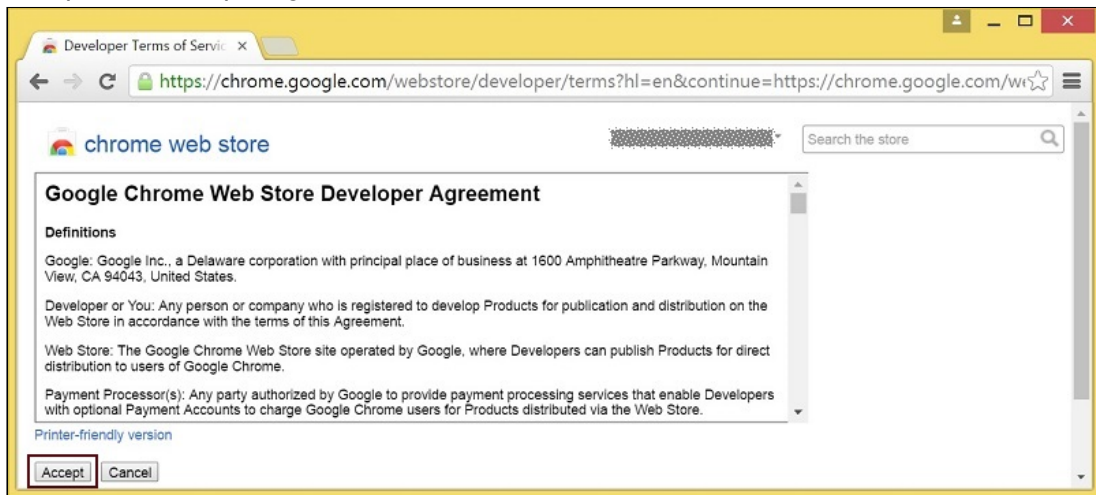 Developer Terms of Servic
https://chrome.google.com/webstore/developer/terms?hl=en&continue=https://chrome.google.com/we
chrome web store
Search the store
Google Chrome Web Store Developer Agreement
Definitions
Google: Google Inc., a Delaware corporation with principal place of business at 1600 Amphitheatre Parkway, Mountain
View, CA 94043, United States.
Developer or You: Any person or company who is registered to develop Products for publication and distribution on the
Web Store in accordance with the terms of this Agreement.
Web Store: The Google Chrome Web Store site operated by Google, where Developers can publish Products for direct
distribution to users of Google Chrome.
Payment Processor(s): Any party authorized by Google to provide payment processing services that enable Developers
with optional Payment Accounts to charge Google Chrome users for Products distributed via the Web Store.
Printer-friendly version
Accept Cancel